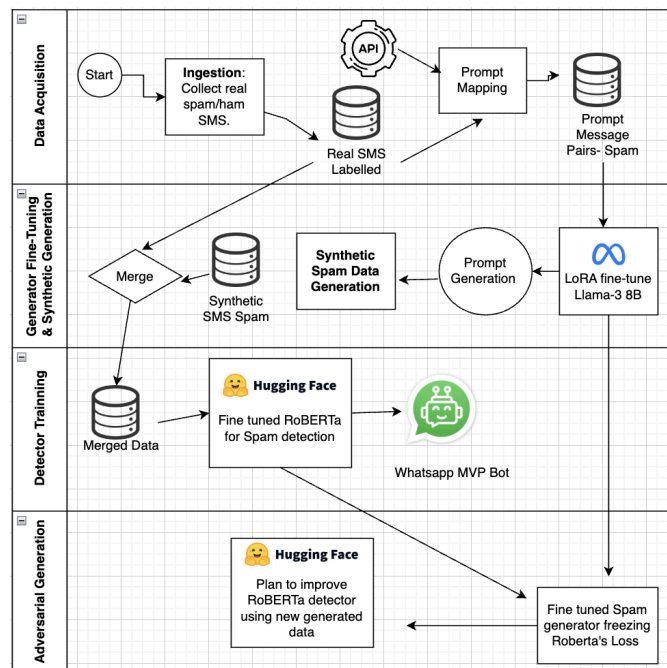 Data Acquisition
Start
Ingestion:
Collect real
spam/ham
SMS.
API
Real SMS
Labelled
Prompt
Mapping
Prompt
Message
Pairs- Spam
Generator Fine-Tuning
& Synthetic Generation
Merge
Synthetic
SMS Spam
Synthetic
Spam Data
Generation
Prompt
Generation
LoRA fine-tune
Llama-3 8B
Detector Trainning
Merged Data
Hugging Face
Fine tuned RoBERTa
for Spam detection
Whatsapp MVP Bot
Adversarial Generation
Hugging Face
Plan to improve
RoBERTa detector
using new generated
data
Fine tuned Spam
generator freezing
Roberta's Loss